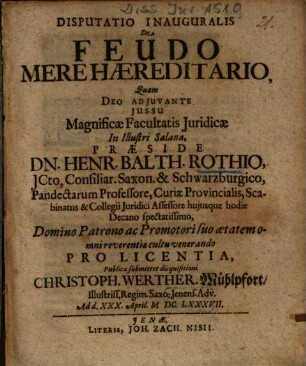 Diss. Jur 151 9
21.
DISPUTATIO INAUGURALIS
De
FEUDO
MERE HÆREDITARIO,
Quam
DEO ADJUVANTE
JUSSU
Magnificæ Facultatis Juridicæ
In Illustri Salana,
PRÆSIDE
DN. HENR. BALTH. ROTHIO,
JCto, Consiliar. Saxon. & Schwarzburgico,
Pandectarum Professore, Curiæ Provincialis, Sca-
binatus & Collegii Juridici Assessore hujusque hodie
Decano spectatissimo,
Domino Patrono ac Promotori suo ætatem o-
mni reverentiæ cultu venerando
PRO LICENTIA,
Publicæ submittet disquisitioni
CHRISTOPH. WERTHER. Mühlpfort/
Illustriss. Regim. Saxo-Jenens. Adv.
Ad d. XXX. April. M DC. LXXXVII.
JENÆ,
LITERIS, JOH. ZACH. NISII.